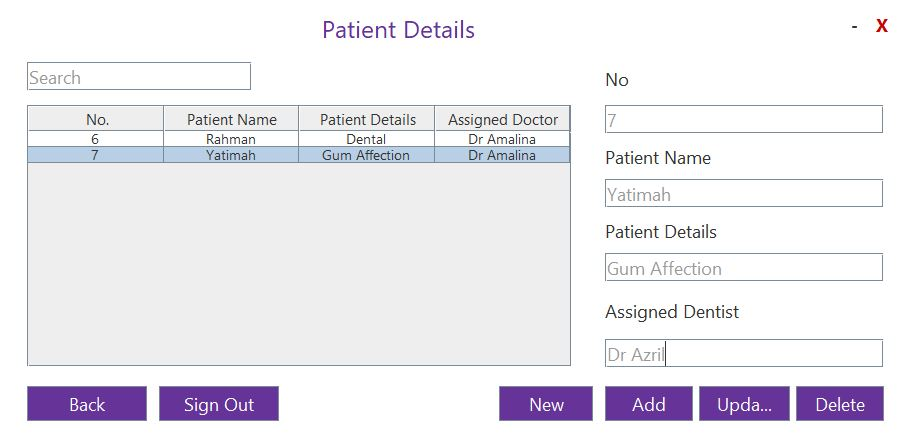 Patient Details
- X
Search
No. Patient Name Patient Details Assigned Doctor
6 Rahman Dental Dr Amalina
7 Yatimah Gum Affection Dr Amalina
No
7
Patient Name
Yatimah
Patient Details
Gum Affection
Assigned Dentist
Dr Azril
Back Sign Out New Add Upda... Delete